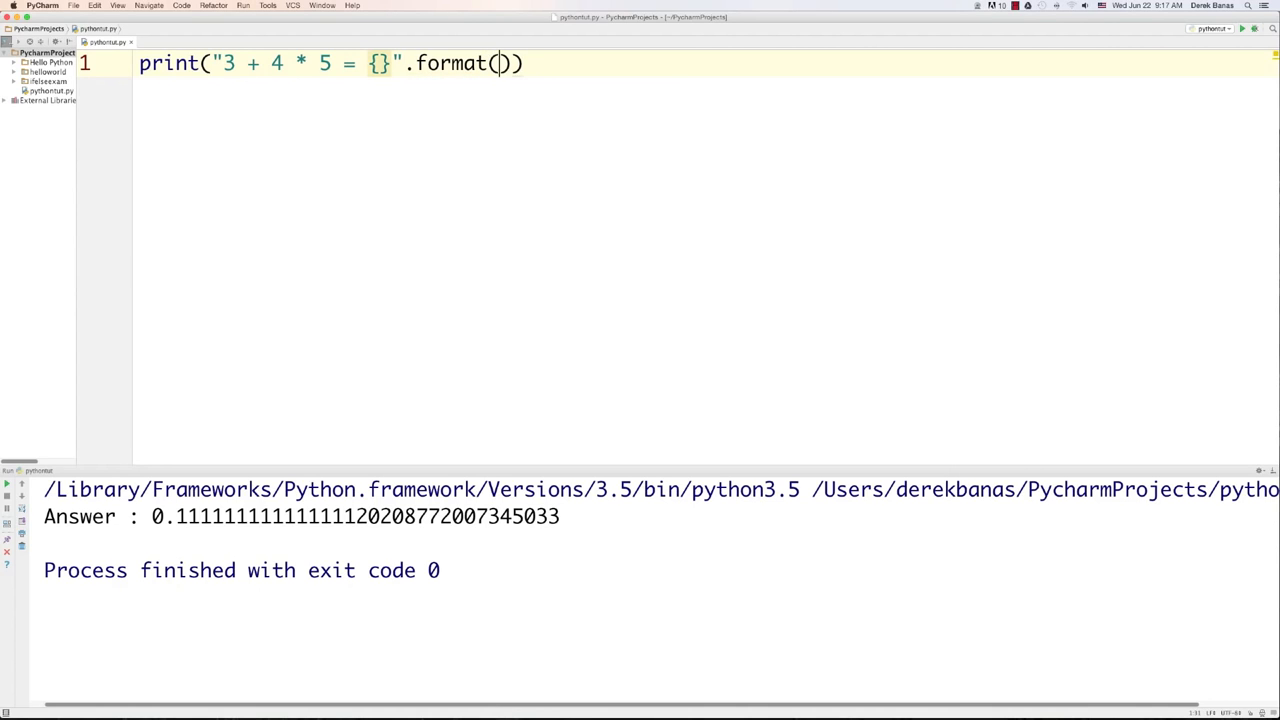 PyCharm File Edit View Navigate Code Refactor Run Tools VCS Window Help 10 Wed Jun 22 9:17 AM Derek Banas
pythontut.py - PycharmProjects - [~/PycharmProjects]
PycharmProjects pythontut.py pythontut
pythontut.py
PycharmProject
Hello Python
helloworld
ifelseexam
pythontut.py
External Librarie
1 print("3 + 4 * 5 = {}".format())
Run pythontut
/Library/Frameworks/Python.framework/Versions/3.5/bin/python3.5 /Users/derekbanas/PycharmProjects/pytho
Answer : 0.1111111111111111202087720073​45033
Process finished with exit code 0
1:31 LF÷ UTF-8÷